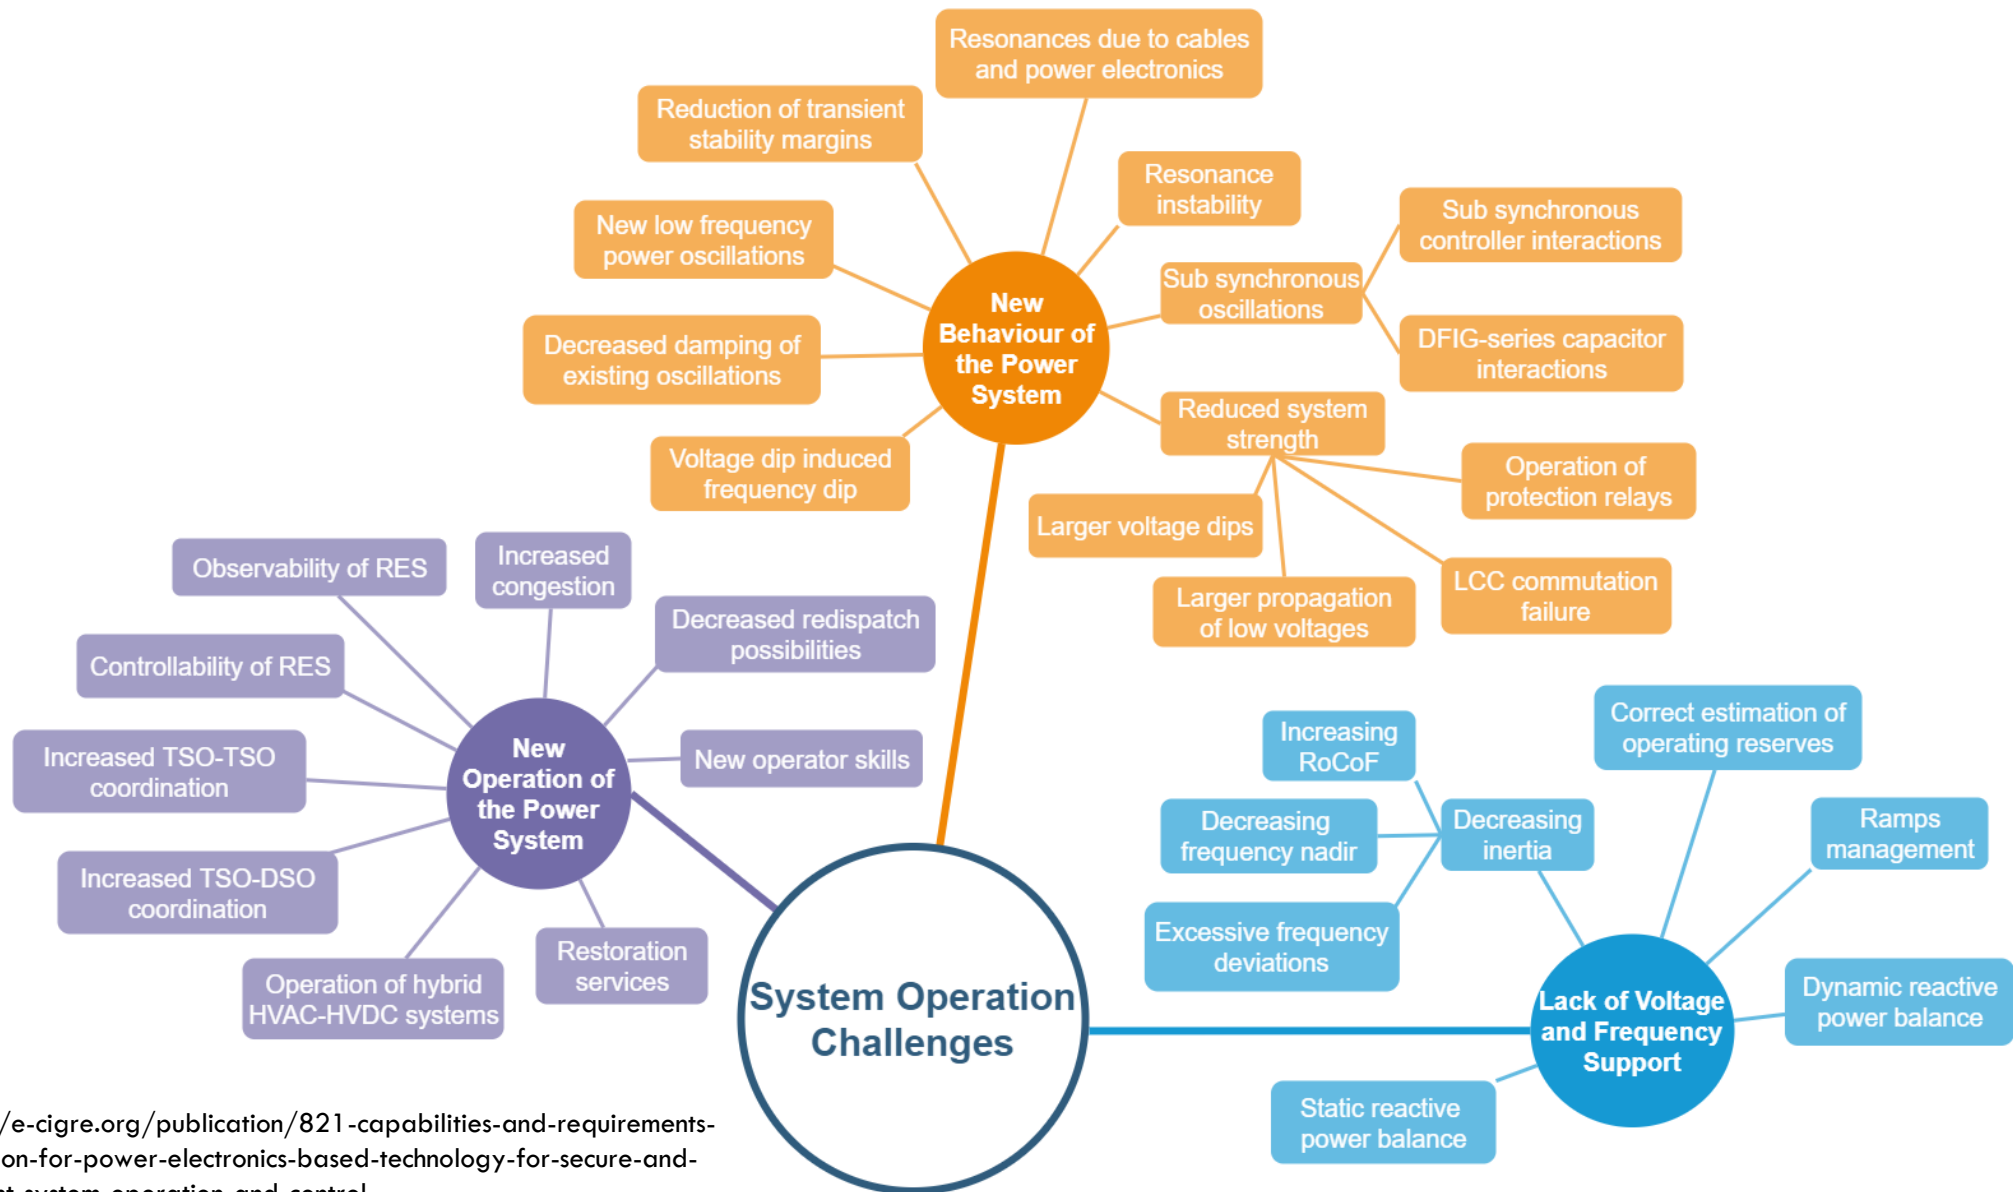 Resonances due to cables
and power electronics
Reduction of transient
stability margins
Resonance
instability
New low frequency
power oscillations
Sub synchronous
controller interactions
Sub synchronous
oscillations
New
Behaviour of
the Power
System
Decreased damping of
existing oscillations
DFIG-series capacitor
interactions
Reduced system
strength
Voltage dip induced
frequency dip
Operation of
protection relays
Larger voltage dips
LCC commutation
failure
Larger propagation
of low voltages
Observability of RES
Increased
congestion
Decreased redispatch
possibilities
Controllability of RES
New operator skills
Increased TSO-TSO
coordination
New
Operation of
the Power
System
Increased TSO-DSO
coordination
Restoration
services
Operation of hybrid
HVAC-HVDC systems
Correct estimation of
operating reserves
Increasing
RoCoF
Decreasing
frequency nadir
Decreasing
inertia
Ramps
management
Excessive frequency
deviations
Dynamic reactive
power balance
Lack of Voltage
and Frequency
Support
Static reactive
power balance
System Operation
Challenges
/e-cigre.org/publication/821-capabilities-and-requirements-
on-for-power-electronics-based-technology-for-secure-and-
t-system-operation-and-control